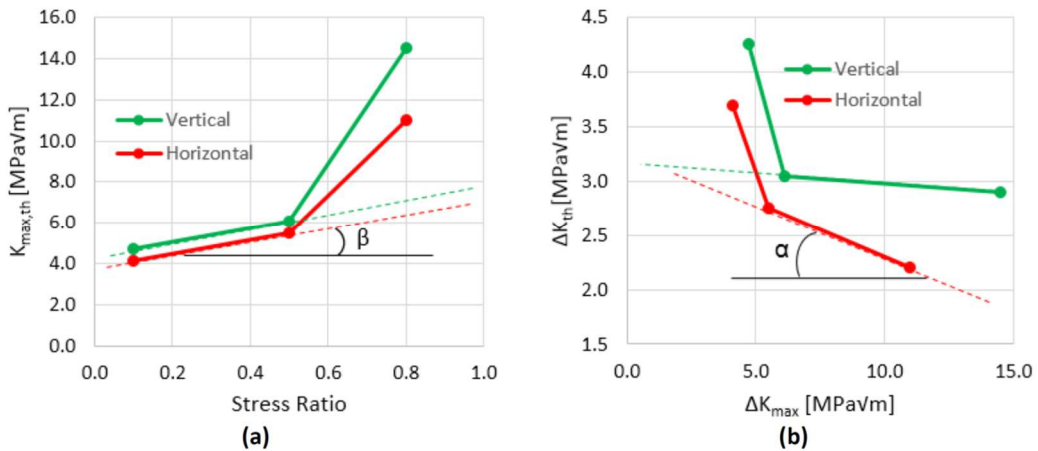 16.0
14.0
12.0
10.0
8.0
6.0
4.0
2.0
0.0
K_max,th [MPa√m]
Vertical
Horizontal
β
0.0 0.2 0.4 0.6 0.8 1.0
Stress Ratio
(a)
4.5
4.0
3.5
3.0
2.5
2.0
1.5
ΔK_th [MPa√m]
Vertical
Horizontal
α
0.0 5.0 10.0 15.0
ΔK_max [MPa√m]
(b)